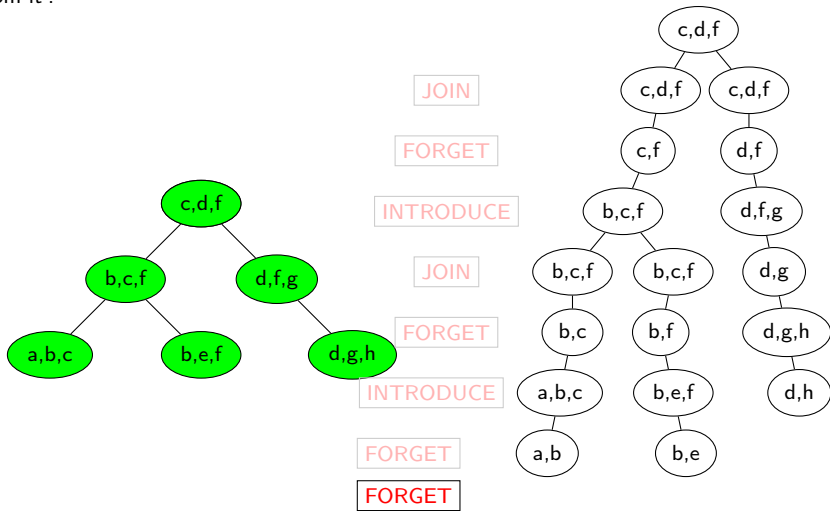 c,d,f
JOIN c,d,f c,d,f
FORGET c,f d,f
c,d,f INTRODUCE b,c,f d,f,g
b,c,f d,f,g JOIN b,c,f b,c,f d,g
FORGET b,c b,f d,g,h
a,b,c b,e,f d,g,h
INTRODUCE a,b,c b,e,f d,h
FORGET a,b b,e
FORGET